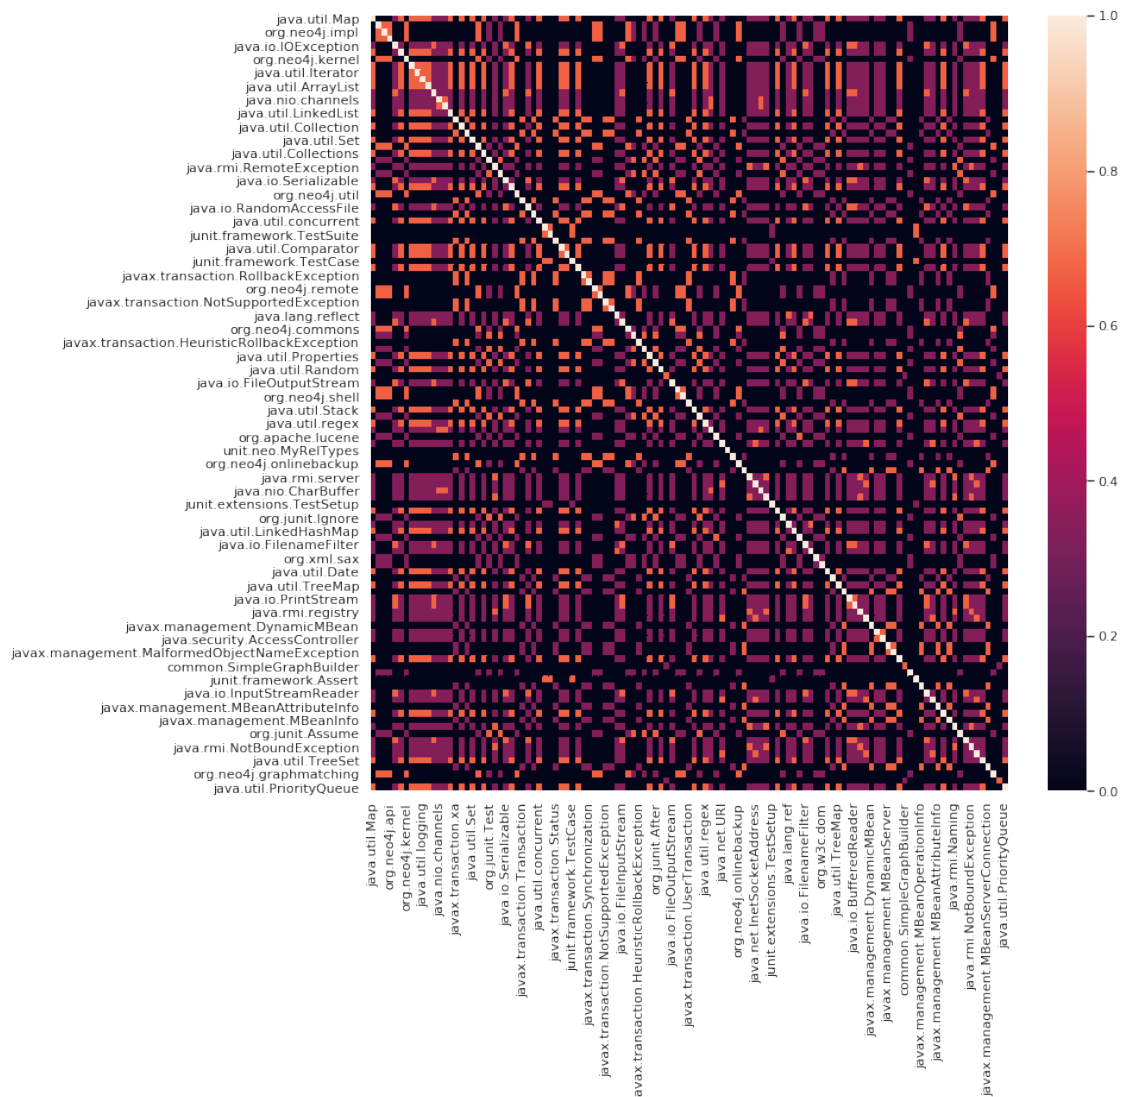 java.util.Map
org.neo4j.impl
java.io.IOException
org.neo4j.kernel
java.util.Iterator
java.util.ArrayList
java.nio.channels
java.util.LinkedList
java.util.Collection
java.util.Set
java.util.Collections
java.rmi.RemoteException
java.io.Serializable
org.neo4j.util
java.io.RandomAccessFile
java.util.concurrent
junit.framework.TestSuite
java.util.Comparator
junit.framework.TestCase
javax.transaction.RollbackException
org.neo4j.remote
javax.transaction.NotSupportedException
java.lang.reflect
org.neo4j.commons
javax.transaction.HeuristicRollbackException
java.util.Properties
java.util.Random
java.io.FileOutputStream
org.neo4j.shell
java.util.Stack
java.util.regex
org.apache.lucene
unit.neo.MyRelTypes
org.neo4j.onlinebackup
java.rmi.server
java.nio.CharBuffer
junit.extensions.TestSetup
org.junit.Ignore
java.util.LinkedHashMap
java.io.FilenameFilter
org.xml.sax
java.util.Date
java.util.TreeMap
java.io.PrintStream
java.rmi.registry
javax.management.DynamicMBean
java.security.AccessController
javax.management.MalformedObjectNameException
common.SimpleGraphBuilder
junit.framework.Assert
java.io.InputStreamReader
javax.management.MBeanAttributeInfo
javax.management.MBeanInfo
org.junit.Assume
java.rmi.NotBoundException
java.util.TreeSet
org.neo4j.graphmatching
java.util.PriorityQueue
java.util.Map
org.neo4j.api
org.neo4j.kernel
java.util.logging
java.nio.channels
javax.transaction.xa
java.util.Set
org.junit.Test
java.io.Serializable
javax.transaction.Transaction
java.util.concurrent
javax.transaction.Status
junit.framework.TestCase
javax.transaction.Synchronization
javax.transaction.NotSupportedException
java.io.FileInputStream
avax.transaction.HeuristicRollbackException
org.junit.After
java.io.FileOutputStream
javax.transaction.UserTransaction
java.util.regex
java.net.URI
org.neo4j.onlinebackup
java.net.InetSocketAddress
junit.extensions.TestSetup
java.lang.ref
java.io.FilenameFilter
org.w3c.dom
java.util.TreeMap
java.io.BufferedReader
javax.management.DynamicMBean
javax.management.MBeanServer
common.SimpleGraphBuilder
javax.management.MBeanOperationInfo
javax.management.MBeanAttributeInfo
java.rmi.Naming
java.rmi.NotBoundException
javax.management.MBeanServerConnection
java.util.PriorityQueue
1.0
0.8
0.6
0.4
0.2
0.0